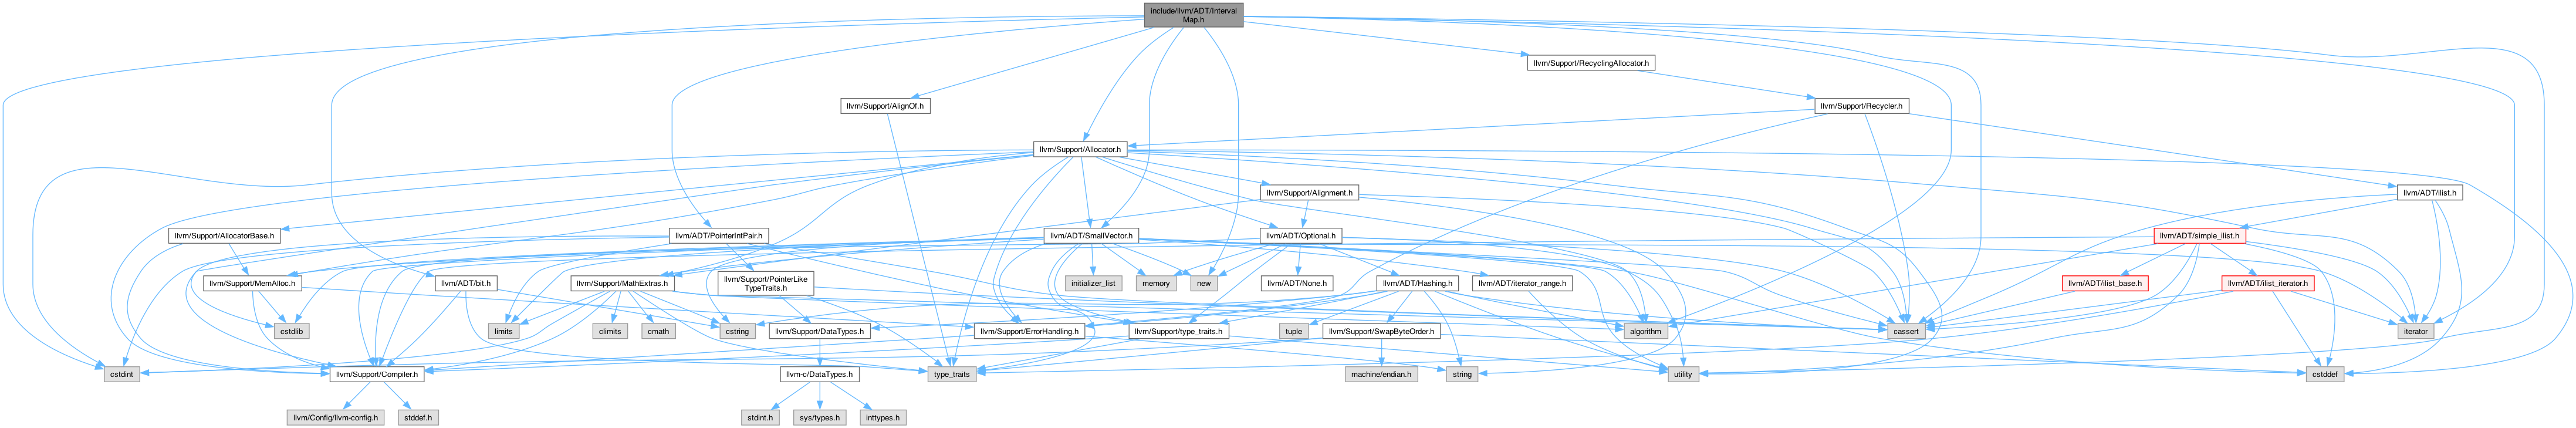 include/llvm/ADT/Interval
Map.h
llvm/Support/RecyclingAllocator.h
llvm/Support/AlignOf.h
llvm/Support/Recycler.h
llvm/Support/Allocator.h
llvm/Support/Alignment.h
llvm/ADT/ilist.h
llvm/Support/AllocatorBase.h
llvm/ADT/PointerIntPair.h
llvm/ADT/SmallVector.h
llvm/ADT/Optional.h
llvm/ADT/simple_ilist.h
llvm/Support/MemAlloc.h
llvm/ADT/bit.h
llvm/Support/MathExtras.h
llvm/Support/PointerLike
TypeTraits.h
initializer_list
memory
new
llvm/ADT/None.h
llvm/ADT/Hashing.h
llvm/ADT/iterator_range.h
llvm/ADT/ilist_base.h
llvm/ADT/ilist_iterator.h
cstdlib
limits
climits
cmath
cstring
llvm/Support/DataTypes.h
llvm/Support/ErrorHandling.h
llvm/Support/type_traits.h
tuple
llvm/Support/SwapByteOrder.h
algorithm
cassert
iterator
cstdint
llvm/Support/Compiler.h
llvm-c/DataTypes.h
type_traits
machine/endian.h
string
utility
cstddef
llvm/Config/llvm-config.h
stddef.h
stdint.h
sys/types.h
inttypes.h